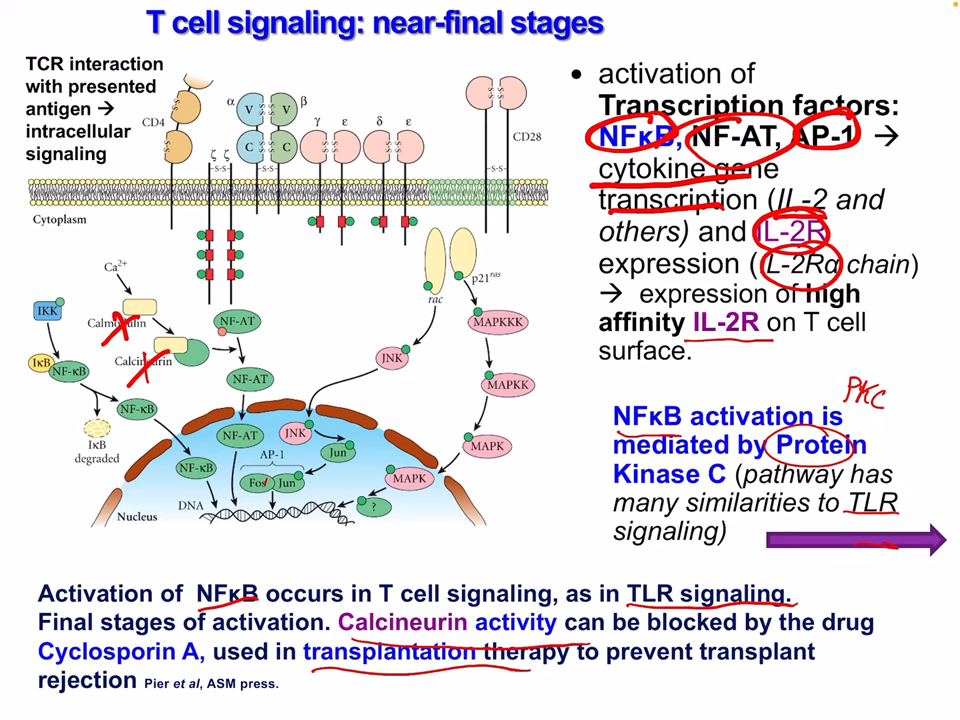 T cell signaling: near-final stages
TCR interaction
with presented
antigen →
intracellular
signaling
• activation of
Transcription factors:
NFκB, NF-AT, AP-1 →
cytokine gene
transcription (IL-2 and
others) and IL-2R
expression (IL-2Rα chain)
→ expression of high
affinity IL-2R on T cell
surface.
PKC
NFκB activation is
mediated by Protein
Kinase C (pathway has
many similarities to TLR
signaling)
CD4
α
β
V
V
C
C
γ
ε
δ
ε
CD28
ζ
ζ
-s-s-
-s-s-
-s-s-
-s-s-
Cytoplasm
Ca2+
IKK
Calmodulin
Calcineurin
IκB
NF-κB
NF-κB
IκB
degraded
NF-κB
NF-AT
NF-AT
NF-AT
rac
p21ras
JNK
JNK
Jun
AP-1
Fos
Jun
MAPKKK
MAPKK
MAPK
MAPK
?
DNA
Nucleus
Activation of NFκB occurs in T cell signaling, as in TLR signaling.
Final stages of activation. Calcineurin activity can be blocked by the drug
Cyclosporin A, used in transplantation therapy to prevent transplant
rejection Pier et al, ASM press.